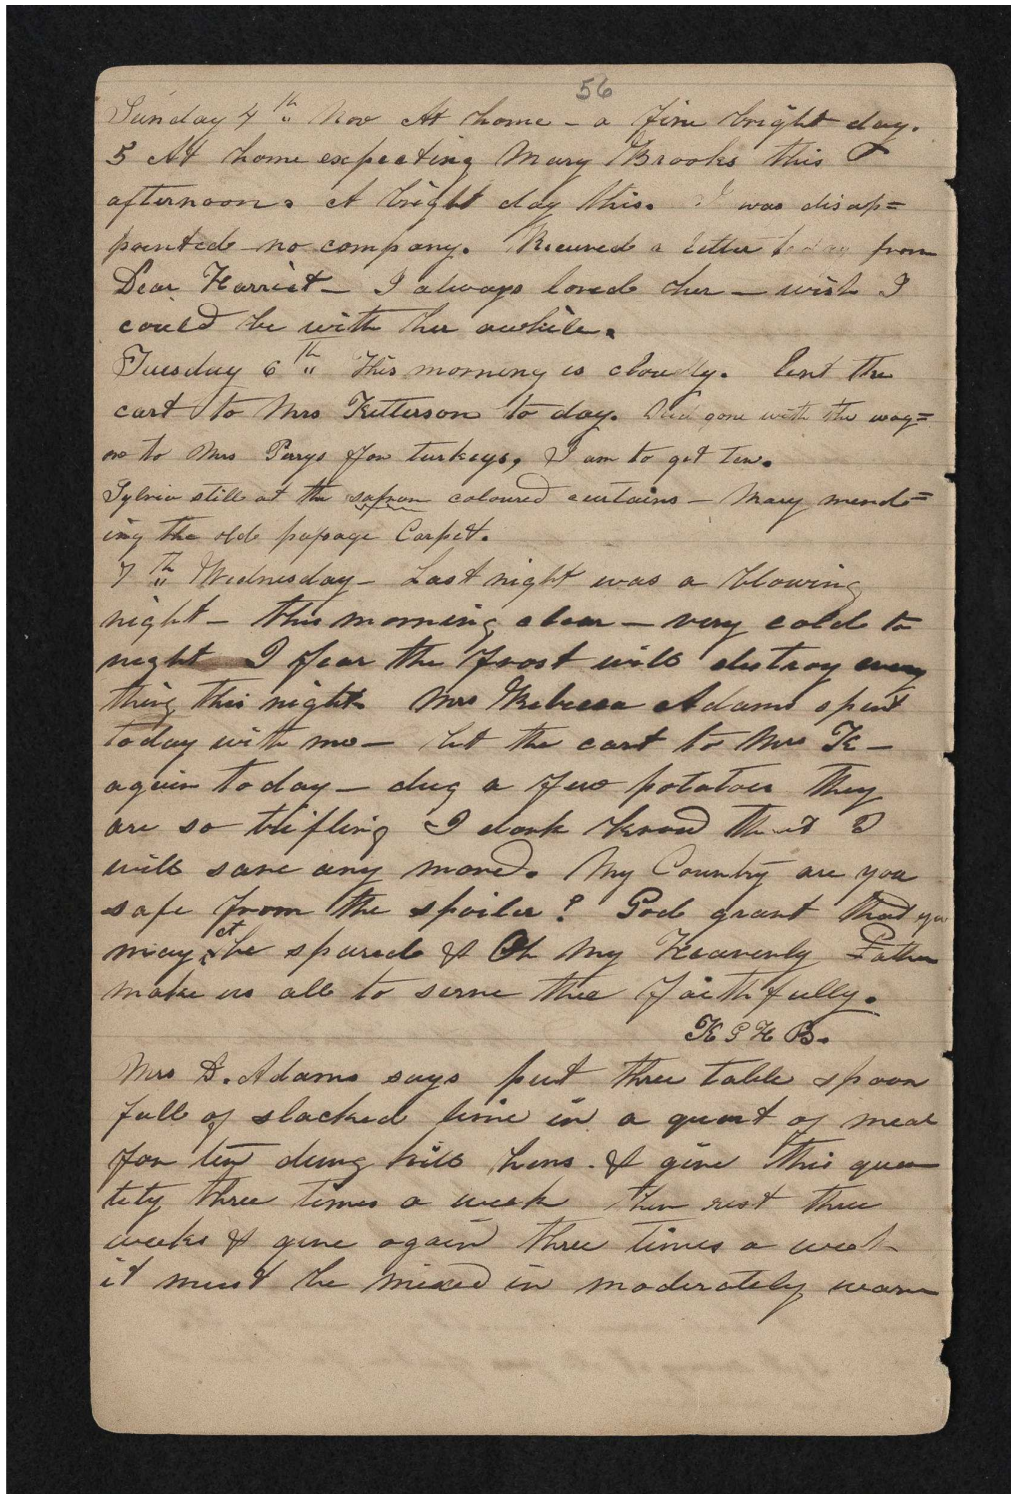 56
Sunday 4th Nov At home - a fine bright day.
5 At home expecting Mary Brooks this
afternoon. A bright day this. I was disap=
pointed no company. Received a letter today from
Dear Harriet - I always loved her - wish I
could be with her awhile.
Tuesday 6th This morning is cloudy. lent the
cart to Mrs Kitterson to day. gone with the wag=
on to Mrs Perrys for turkeys, & I am to get ten.
Sylvia still at the safron coloured curtains - Mary mend=
ing the old passage Carpet.
7th Wednesday - Last night was a blowing
night - this morning clear - very cold to
night I fear the frost will destroy every
thing this night. Mrs Rebecca Adams spent
today with me - let the cart to Mrs K -
again today - dug a few potatoes they
are so trifling I dont know that I
will save any more. My Country are you
safe from the spoiler? God grant that you
may be spared & Oh My Heavenly Father
make us all to serve thee faithfully.
K S H B.
Mrs D. Adams says put three table spoon
full of slacked lime in a quart of meal
for ten dung hill hens. & give this quan
tity three times a week then rest three
weeks & give again three times a week
it must be mixed in moderately warm